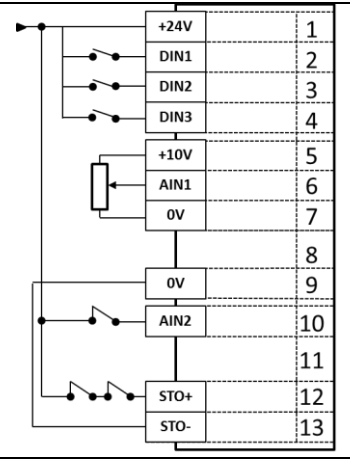 +24V 1
DIN1 2
DIN2 3
DIN3 4
+10V 5
AIN1 6
0V 7
8
0V 9
AIN2 10
11
STO+ 12
STO- 13